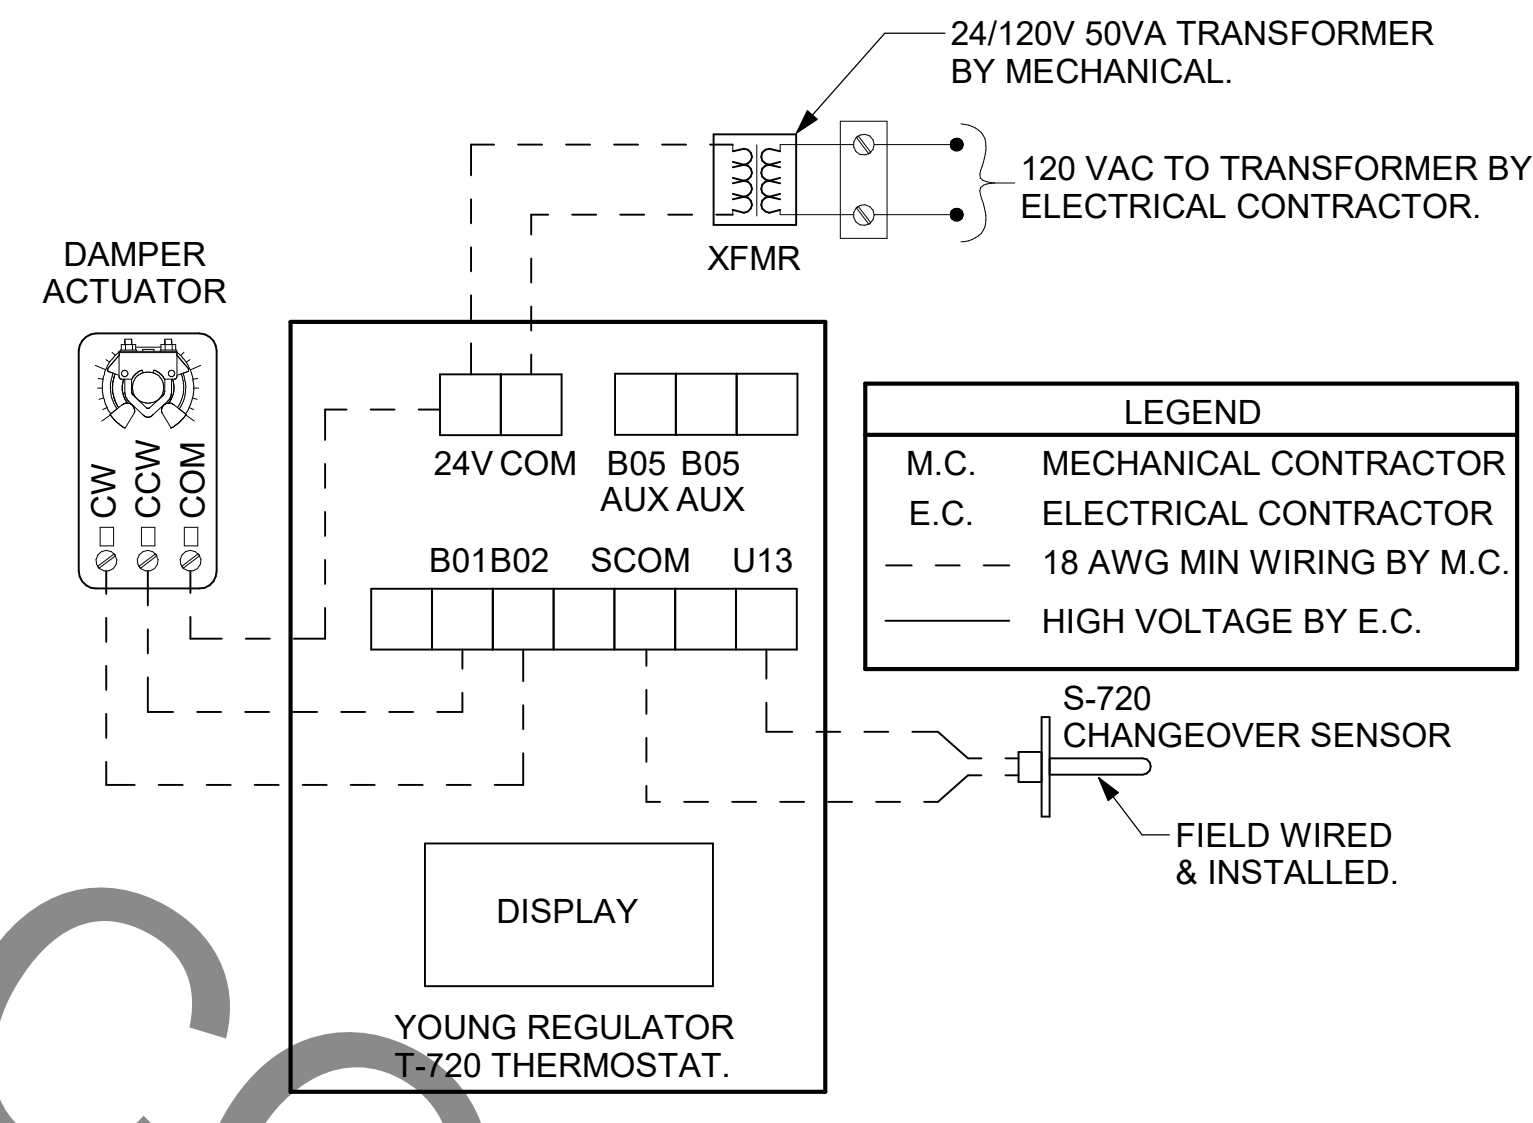 24/120V 50VA TRANSFORMER
BY MECHANICAL.
120 VAC TO TRANSFORMER BY
ELECTRICAL CONTRACTOR.
XFMR
DAMPER
ACTUATOR
CW
CCW
COM
24V COM
B05 B05
AUX AUX
B01 B02 SCOM U13
LEGEND
M.C. MECHANICAL CONTRACTOR
E.C. ELECTRICAL CONTRACTOR
18 AWG MIN WIRING BY M.C.
HIGH VOLTAGE BY E.C.
S-720
CHANGEOVER SENSOR
FIELD WIRED
& INSTALLED.
DISPLAY
YOUNG REGULATOR
T-720 THERMOSTAT.